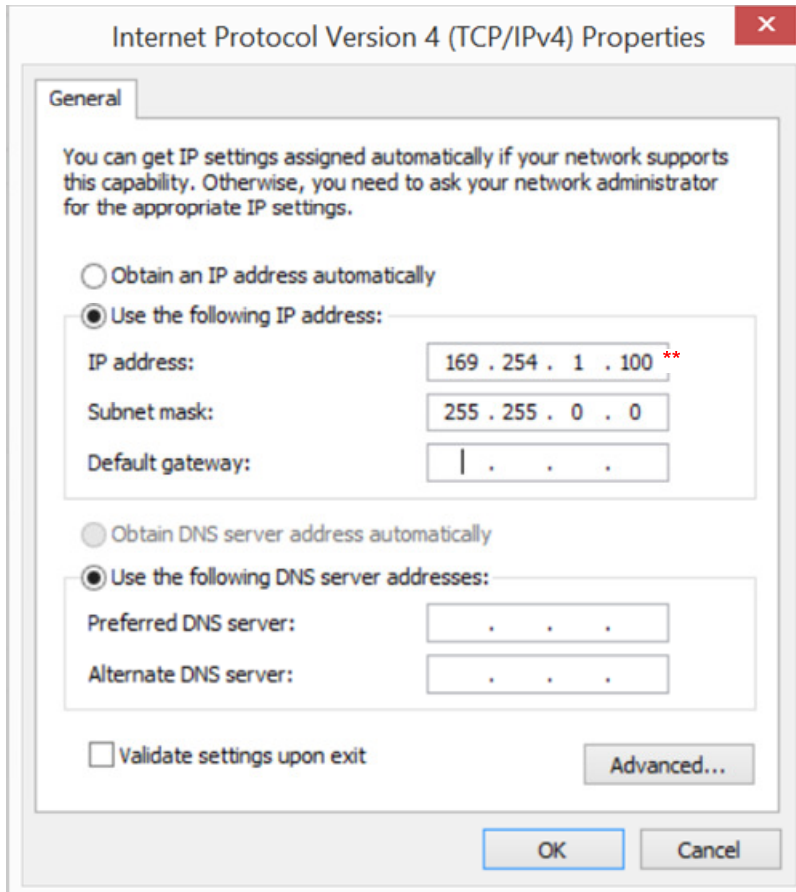 Internet Protocol Version 4 (TCP/IPv4) Properties
General
You can get IP settings assigned automatically if your network supports
this capability. Otherwise, you need to ask your network administrator
for the appropriate IP settings.
Obtain an IP address automatically
Use the following IP address:
IP address: 169 . 254 . 1 . 100 **
Subnet mask: 255 . 255 . 0 . 0
Default gateway: . . .
Obtain DNS server address automatically
Use the following DNS server addresses:
Preferred DNS server: . . .
Alternate DNS server: . . .
Validate settings upon exit
Advanced...
OK Cancel